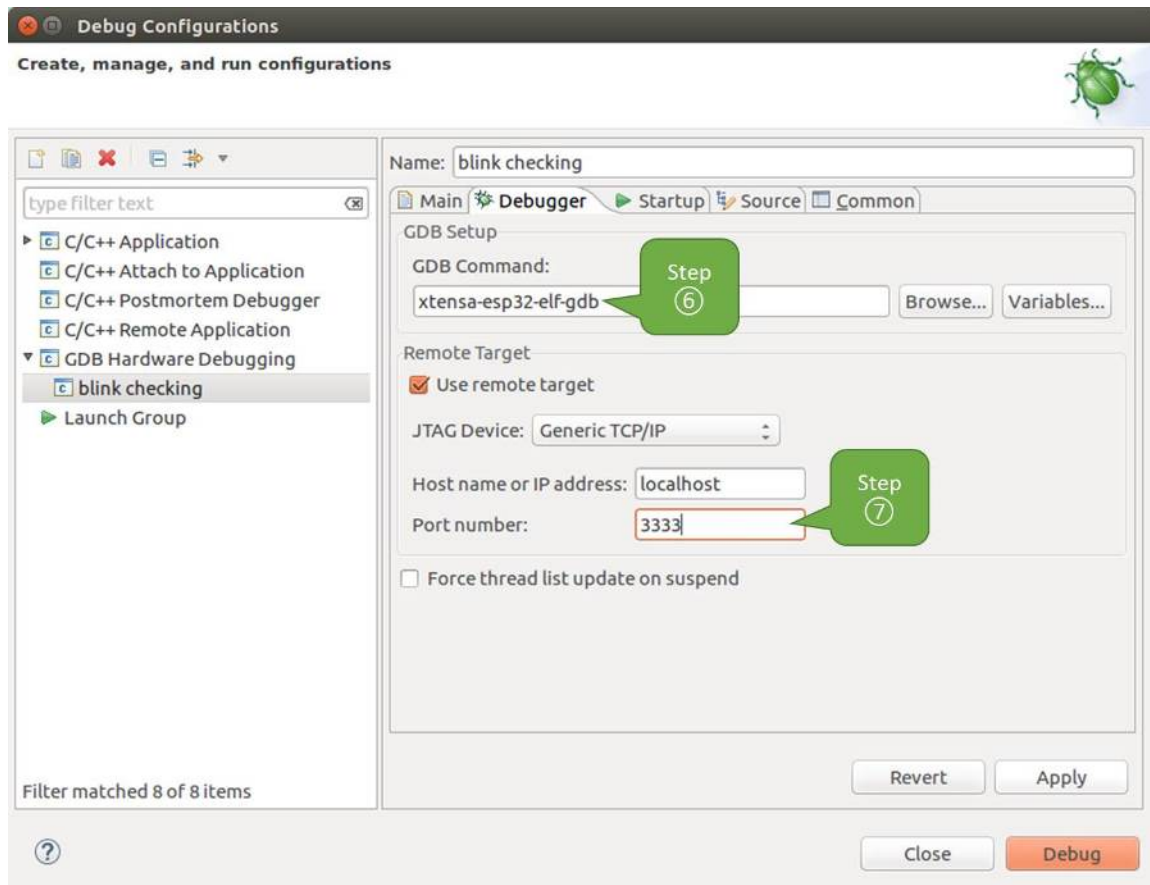 Debug Configurations
Create, manage, and run configurations
type filter text
C/C++ Application
C/C++ Attach to Application
C/C++ Postmortem Debugger
C/C++ Remote Application
GDB Hardware Debugging
blink checking
Launch Group
Filter matched 8 of 8 items
Name: blink checking
Main Debugger Startup Source Common
GDB Setup
GDB Command:
xtensa-esp32-elf-gdb Browse... Variables...
Step
⑥
Remote Target
Use remote target
JTAG Device: Generic TCP/IP
Host name or IP address: localhost
Port number: 3333
Step
⑦
Force thread list update on suspend
Revert Apply
? Close Debug